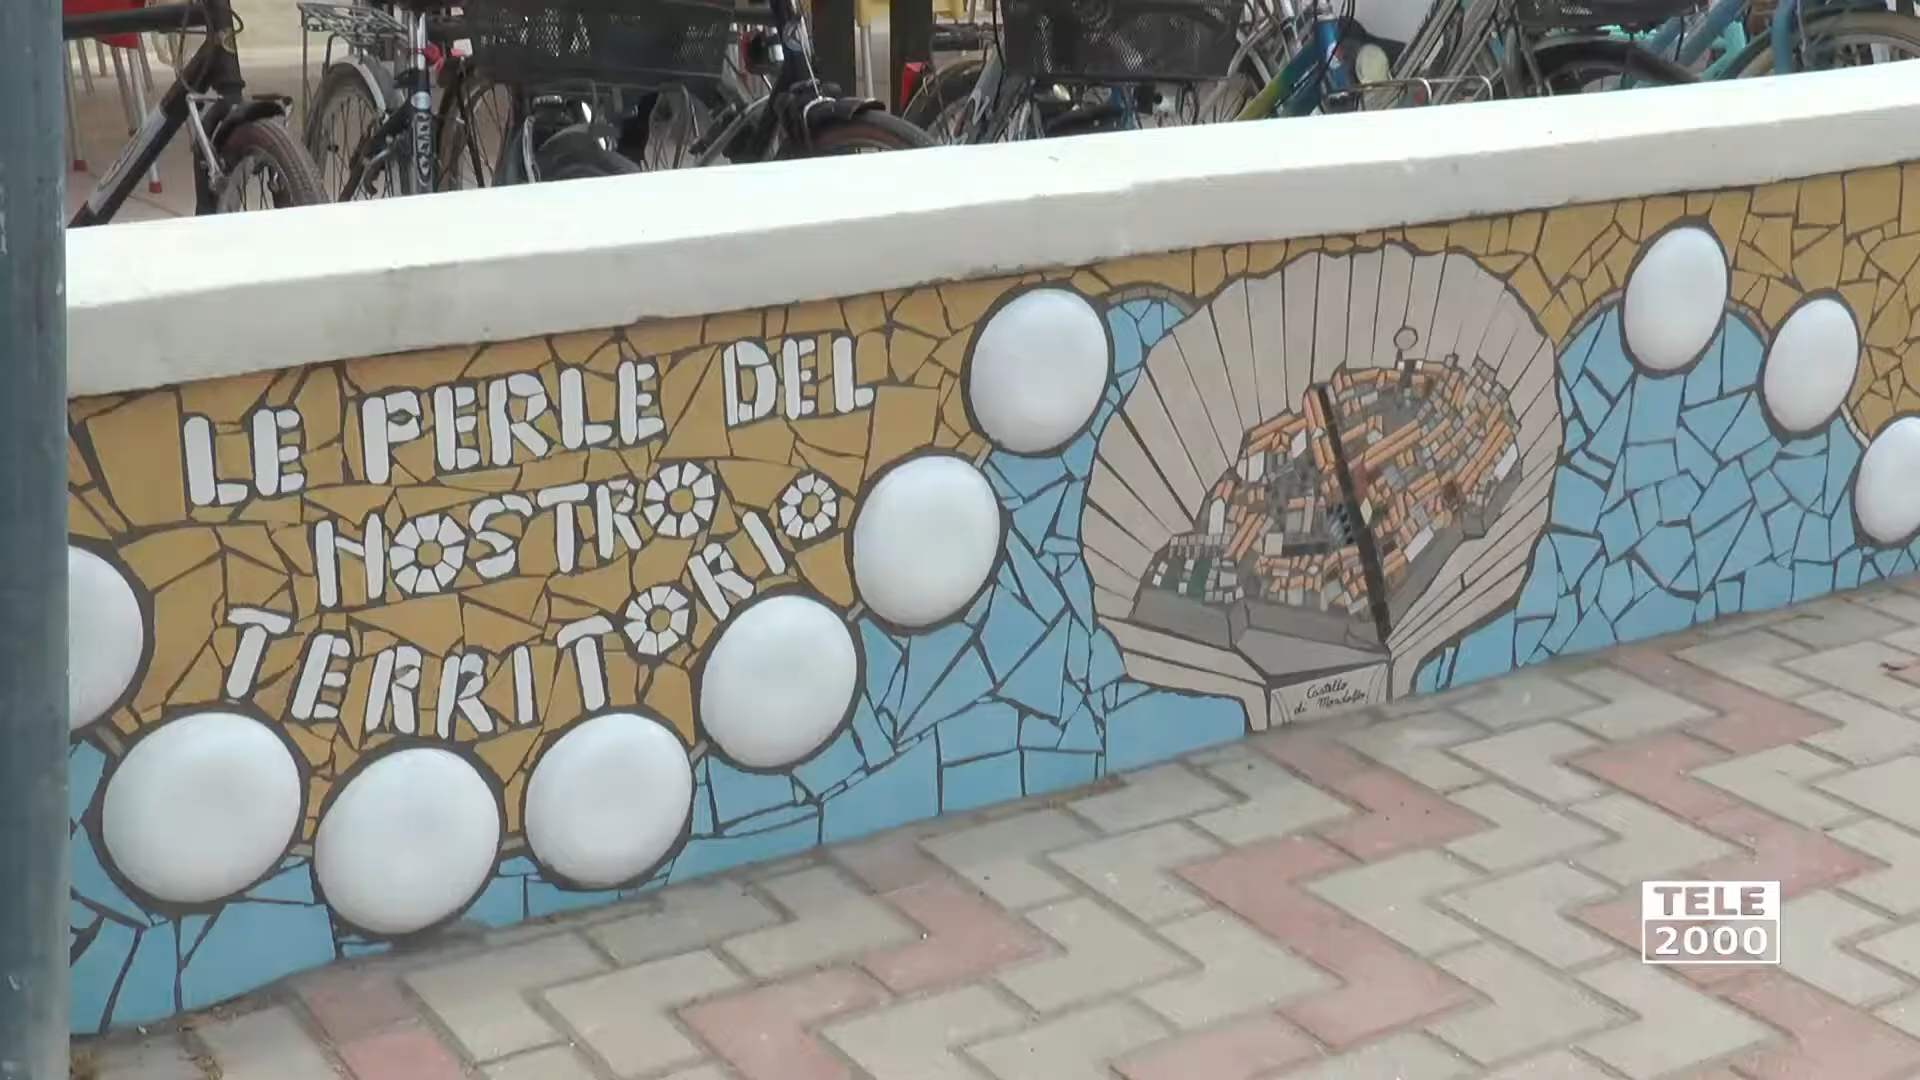 LE PERLE DEL
NOSTRO
TERRITORIO
Castello
di Mondolfo
TELE
2000